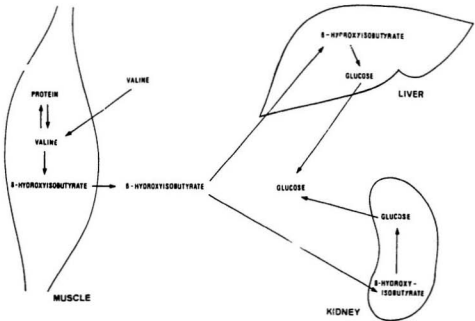 β-HYDROXYISOBUTYRATE
GLUCOSE
LIVER
PROTEIN
VALINE
VALINE
β-HYDROXYISOBUTYRATE
β-HYDROXYISOBUTYRATE
GLUCOSE
GLUCOSE
β-HYDROXY-
ISOBUTYRATE
MUSCLE
KIDNEY